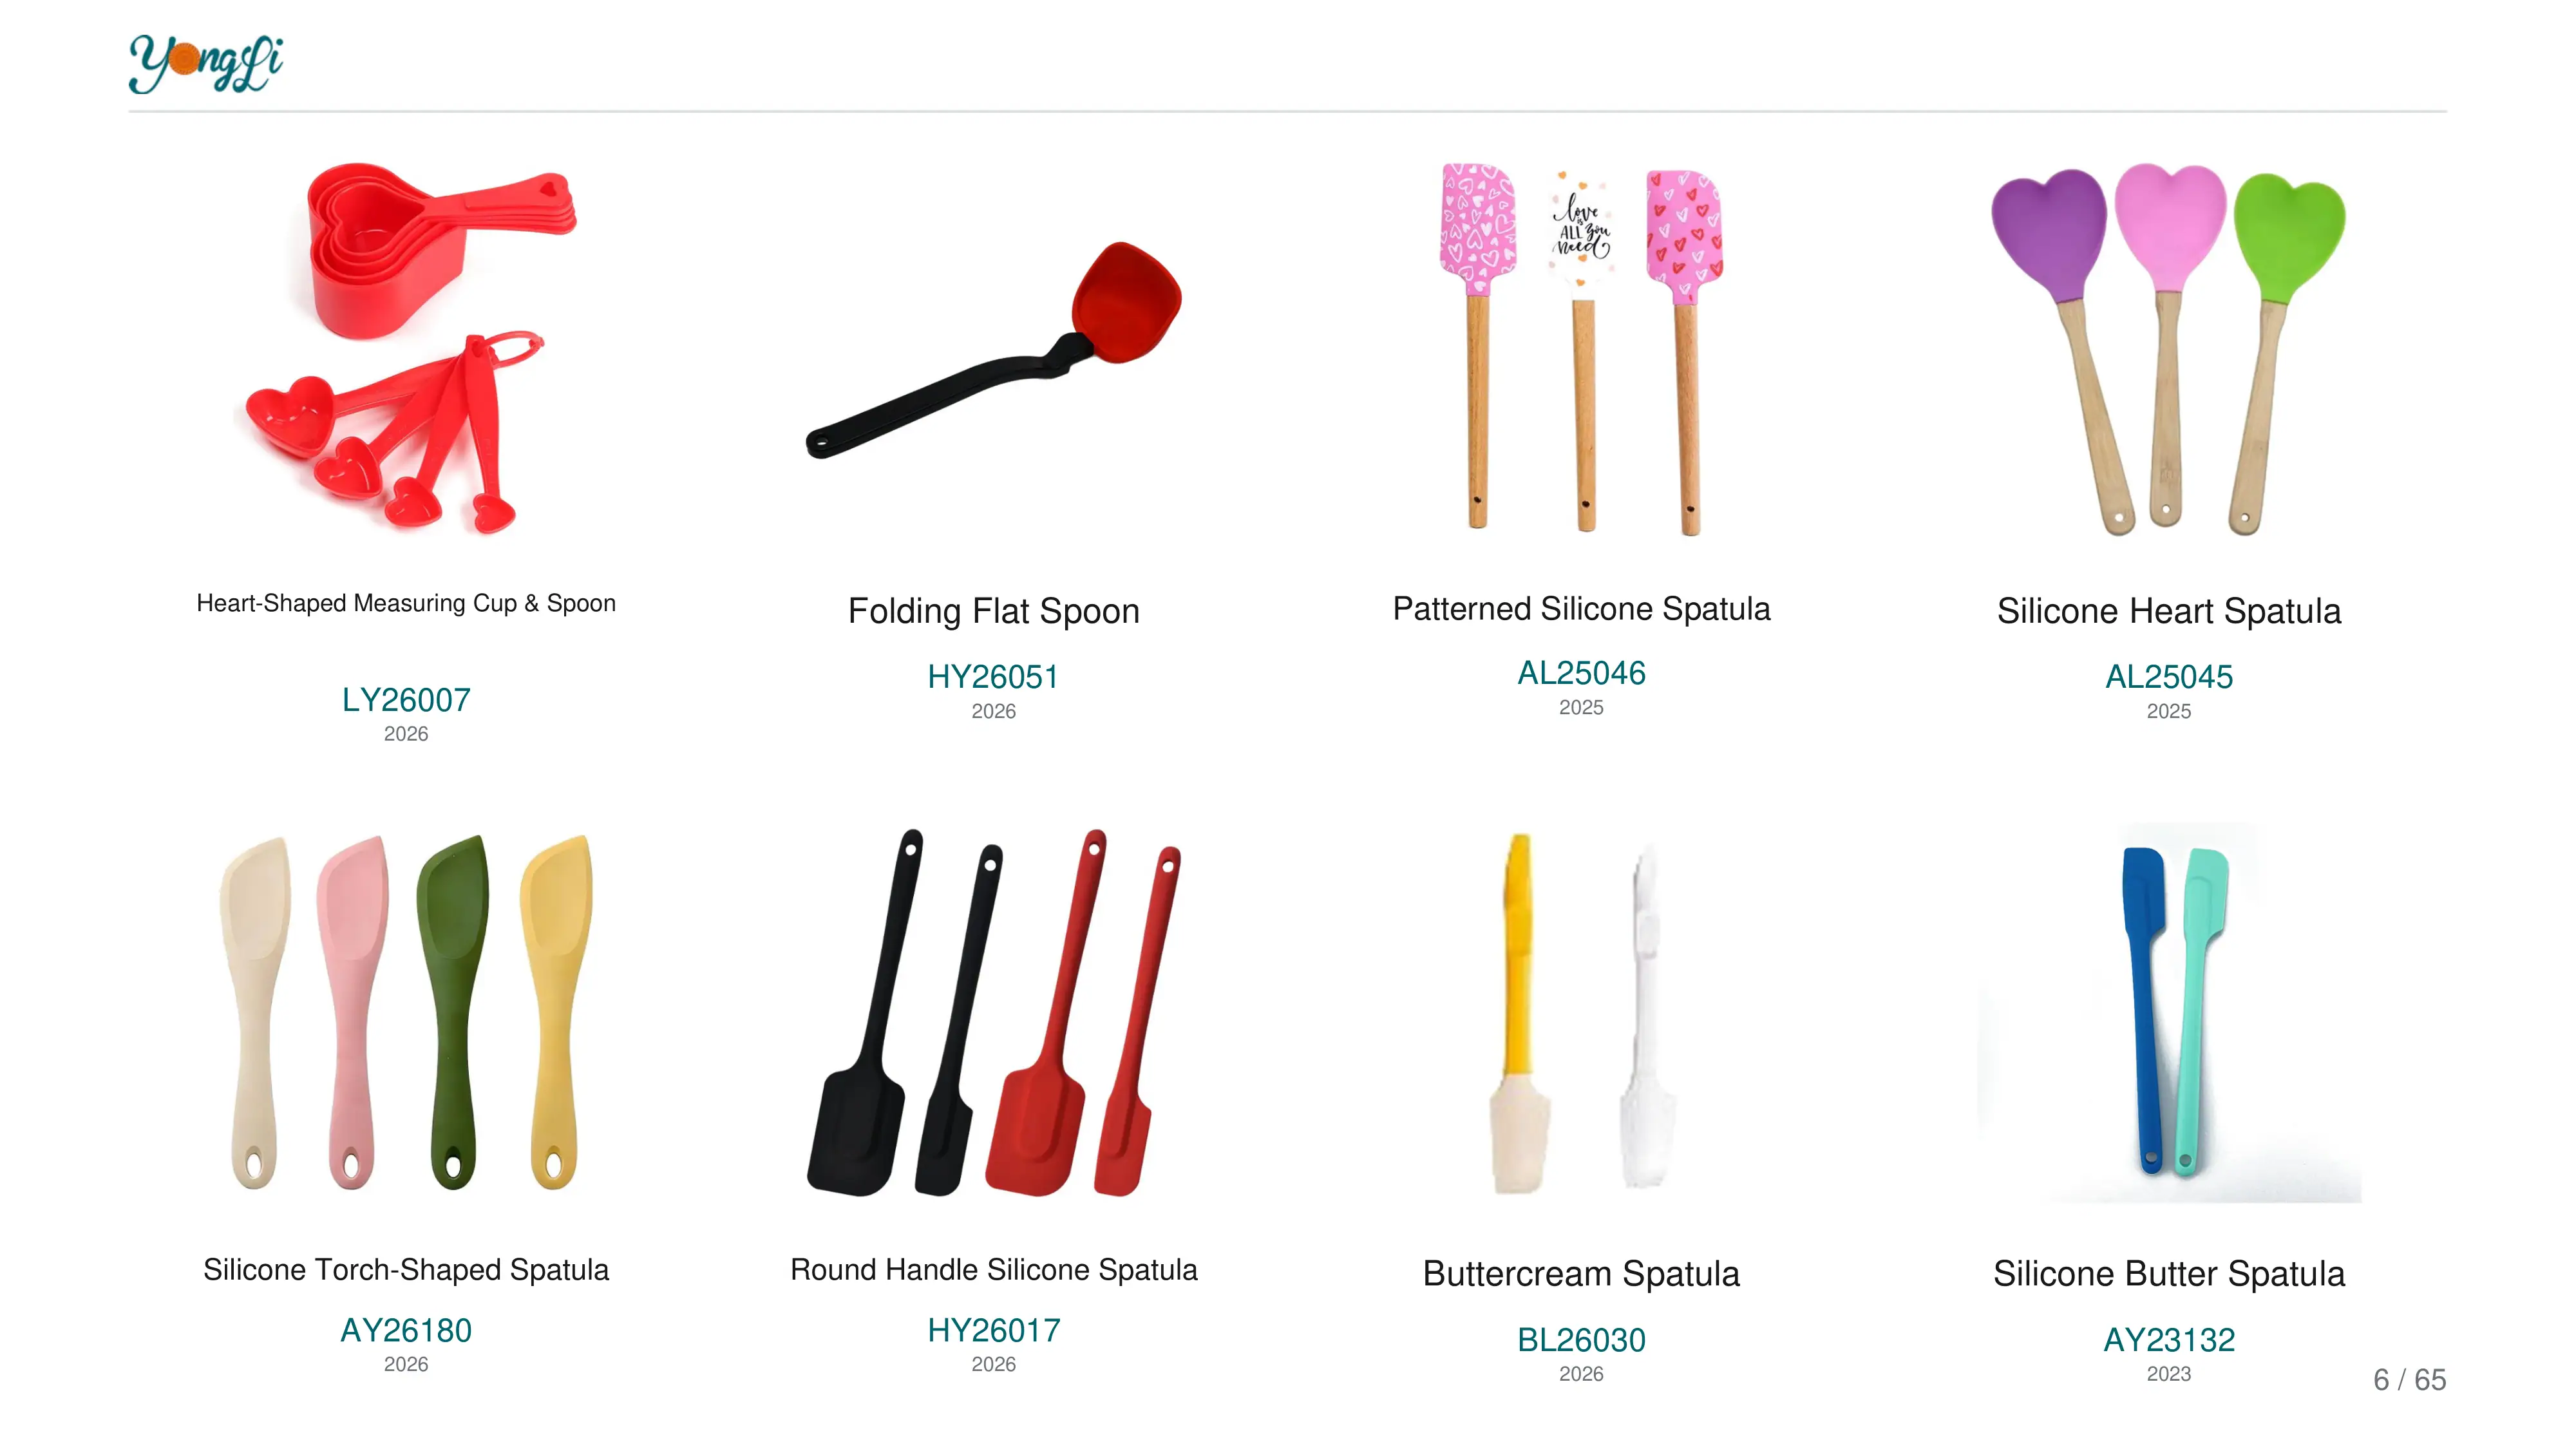 YongLi
Heart-Shaped Measuring Cup & Spoon
LY26007
2026
Folding Flat Spoon
HY26051
2026
love
is
ALL you
need
Patterned Silicone Spatula
AL25046
2025
Silicone Heart Spatula
AL25045
2025
Silicone Torch-Shaped Spatula
AY26180
2026
Round Handle Silicone Spatula
HY26017
2026
Buttercream Spatula
BL26030
2026
Silicone Butter Spatula
AY23132
2023
6 / 65